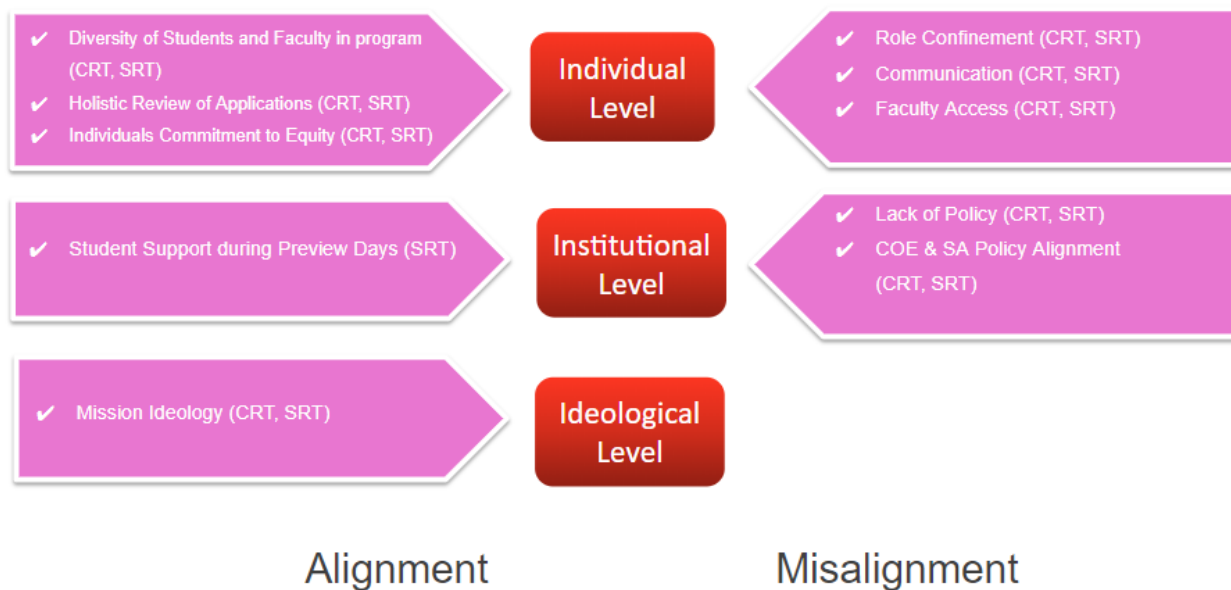 Diversity of Students and Faculty in program
(CRT, SRT)
Holistic Review of Applications (CRT, SRT)
Individuals Commitment to Equity (CRT, SRT)
Individual
Level
Role Confinement (CRT, SRT)
Communication (CRT, SRT)
Faculty Access (CRT, SRT)
Student Support during Preview Days (SRT)
Institutional
Level
Lack of Policy (CRT, SRT)
COE & SA Policy Alignment
(CRT, SRT)
Mission Ideology (CRT, SRT)
Ideological
Level
Alignment
Misalignment